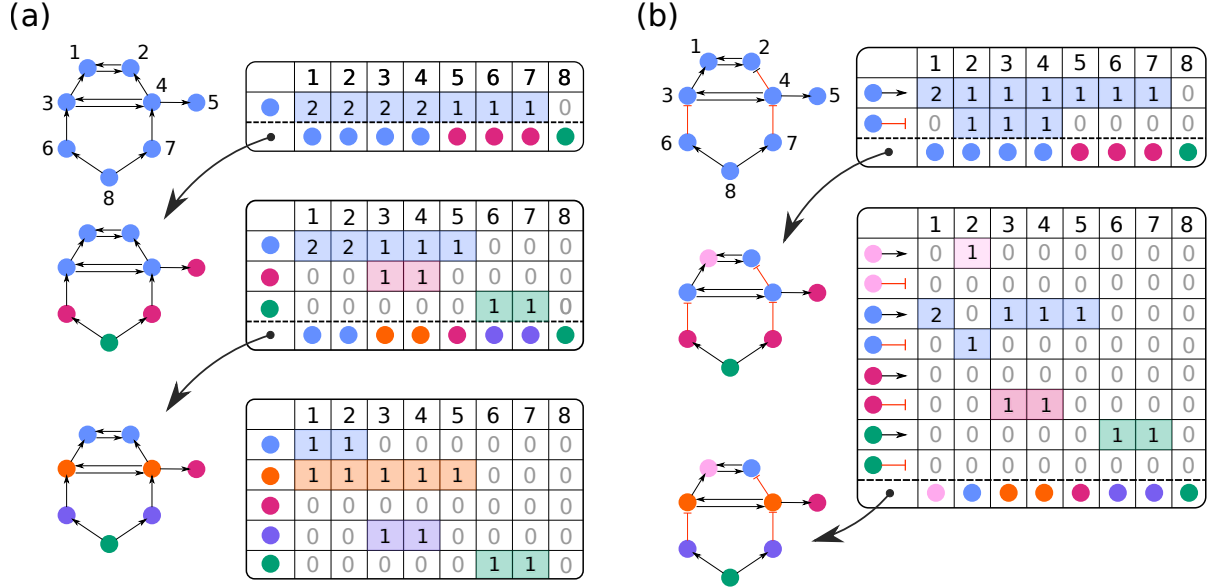 (a)
1 2
3 4 5
6 7
8
1 2 3 4 5 6 7 8
2 2 2 2 1 1 1 0
1 2 3 4 5 6 7 8
2 2 1 1 1 0 0 0
0 0 1 1 0 0 0 0
0 0 0 0 0 1 1 0
1 2 3 4 5 6 7 8
1 1 0 0 0 0 0 0
1 1 1 1 1 0 0 0
0 0 0 0 0 0 0 0
0 0 1 1 0 0 0 0
0 0 0 0 0 1 1 0
(b)
1 2
3 4 5
6 7
8
1 2 3 4 5 6 7 8
2 1 1 1 1 1 1 0
0 1 1 1 0 0 0 0
1 2 3 4 5 6 7 8
0 1 0 0 0 0 0 0
0 0 0 0 0 0 0 0
2 0 1 1 1 0 0 0
0 1 0 0 0 0 0 0
0 0 0 0 0 0 0 0
0 0 1 1 0 0 0 0
0 0 0 0 0 1 1 0
0 0 0 0 0 0 0 0